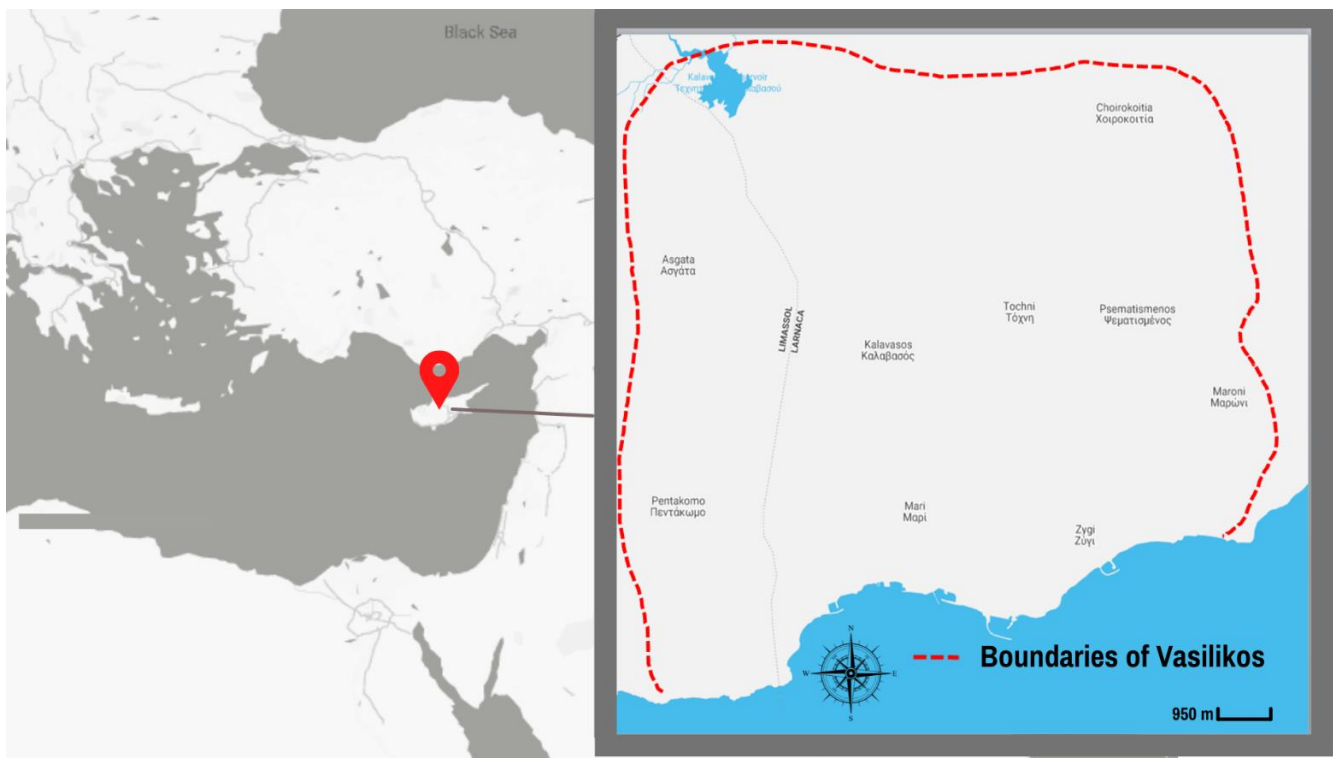 Black Sea
Choirokoitia
Χοιροκοιτία
Asgata
Ασγάτα
Tochni
Τόχνη
Psematismenos
Ψεματισμένος
LIMASSOL
LARNACA
Kalavasos
Καλαβασός
Maroni
Μαρώνι
Pentakomo
Πεντάκωμο
Mari
Μαρί
Zygi
Ζύγι
N
W
E
S
Boundaries of Vasilikos
950 m